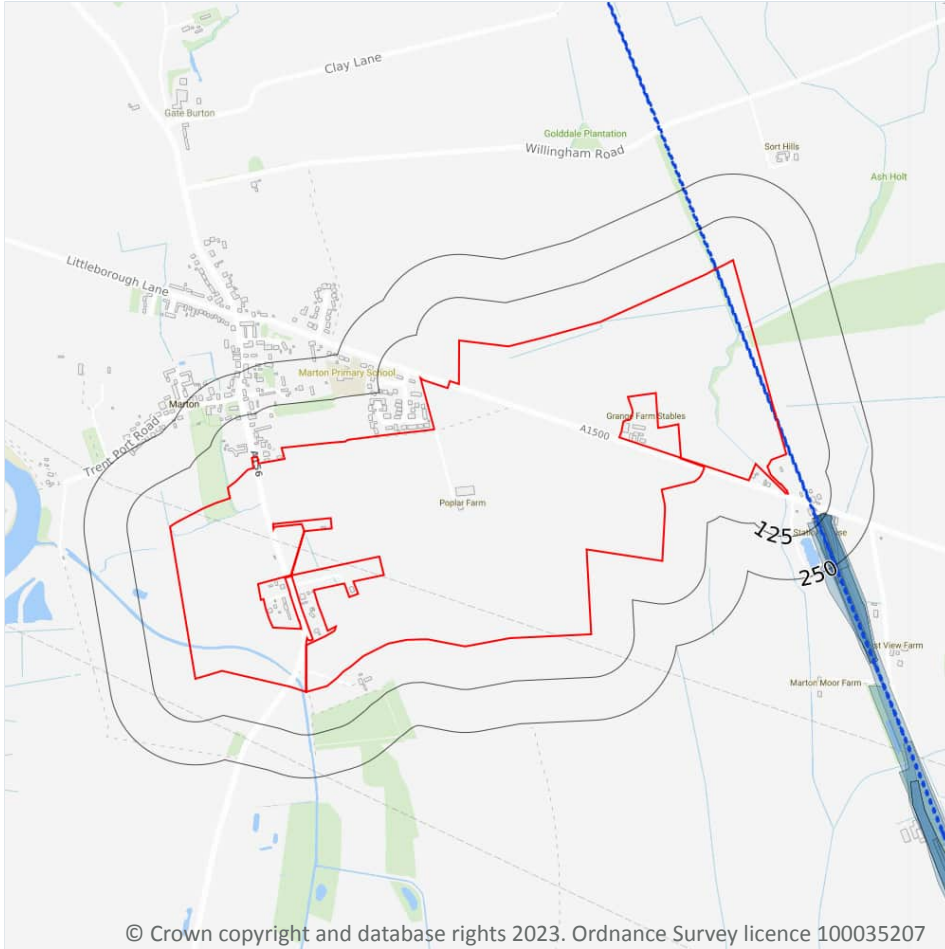 Clay Lane
Gate Burton
Golddale Plantation
Willingham Road
Sort Hills
Ash Holt
Littleborough Lane
Marton Primary School
Marton
Trent Port Road
Grange Farm Stables
A1500
Poplar Farm
125
250
Marton Moor Farm
© Crown copyright and database rights 2023. Ordnance Survey licence 100035207